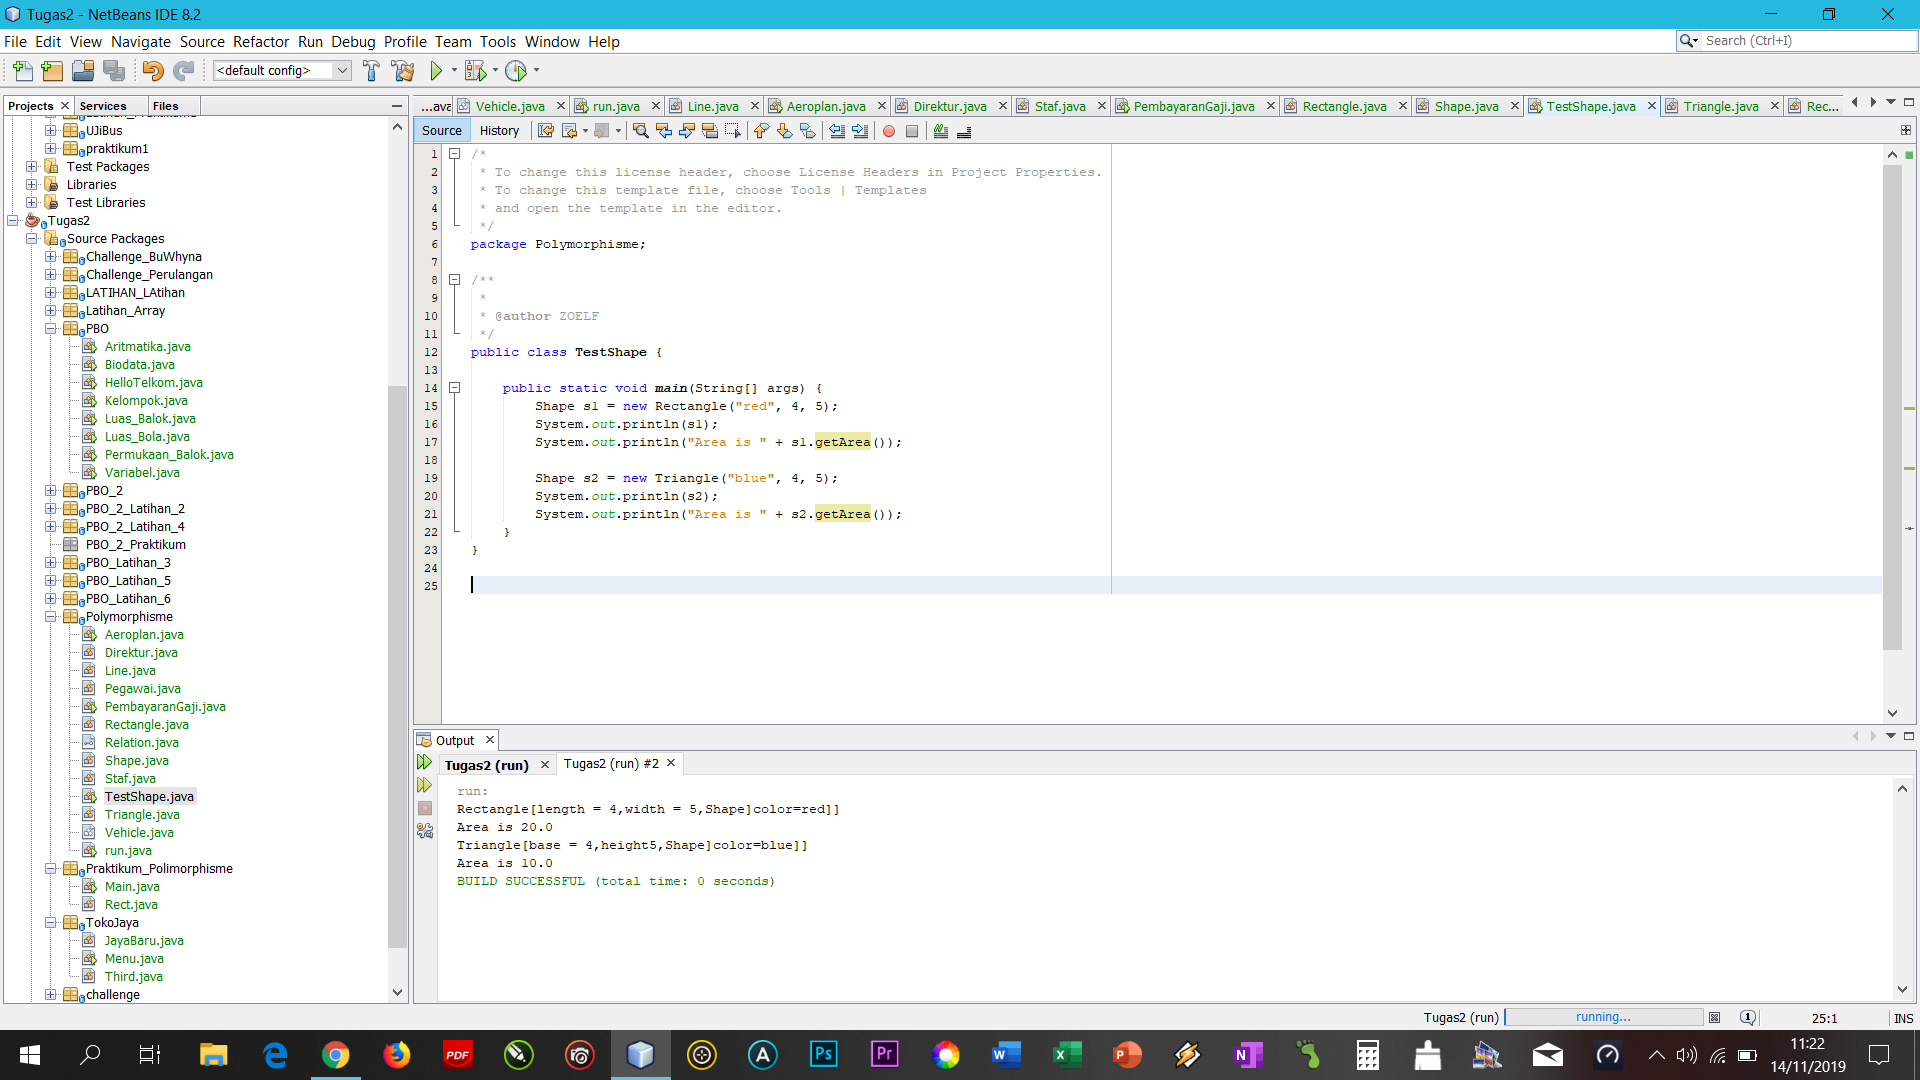 Tugas2 - NetBeans IDE 8.2
File Edit View Navigate Source Refactor Run Debug Profile Team Tools Window Help
Search (Ctrl+I)
<default config>
Projects Services Files
UJiBus
praktikum1
Test Packages
Libraries
Test Libraries
Tugas2
Source Packages
Challenge_BuWhyna
Challenge_Perulangan
LATIHAN_LAtihan
Latihan_Array
PBO
Aritmatika.java
Biodata.java
HelloTelkom.java
Kelompok.java
Luas_Balok.java
Luas_Bola.java
Permukaan_Balok.java
Variabel.java
PBO_2
PBO_2_Latihan_2
PBO_2_Latihan_4
PBO_2_Praktikum
PBO_Latihan_3
PBO_Latihan_5
PBO_Latihan_6
Polymorphisme
Aeroplan.java
Direktur.java
Line.java
Pegawai.java
PembayaranGaji.java
Rectangle.java
Relation.java
Shape.java
Staf.java
TestShape.java
Triangle.java
Vehicle.java
run.java
Praktikum_Polimorphisme
Main.java
Rect.java
TokoJaya
JayaBaru.java
Menu.java
Third.java
challenge
...ava Vehicle.java run.java Line.java Aeroplan.java Direktur.java Staf.java PembayaranGaji.java Rectangle.java Shape.java TestShape.java Triangle.java Rec...
Source History
1 /*
2 * To change this license header, choose License Headers in Project Properties.
3 * To change this template file, choose Tools | Templates
4 * and open the template in the editor.
5 */
6 package Polymorphisme;
7
8 /**
9 *
10 * @author ZOELF
11 */
12 public class TestShape {
13
14 public static void main(String[] args) {
15 Shape s1 = new Rectangle("red", 4, 5);
16 System.out.println(s1);
17 System.out.println("Area is " + s1.getArea());
18
19 Shape s2 = new Triangle("blue", 4, 5);
20 System.out.println(s2);
21 System.out.println("Area is " + s2.getArea());
22 }
23 }
24
25
Output
Tugas2 (run) Tugas2 (run) #2
run:
Rectangle[length = 4,width = 5,Shape]color=red]]
Area is 20.0
Triangle[base = 4,height5,Shape]color=blue]]
Area is 10.0
BUILD SUCCESSFUL (total time: 0 seconds)
Tugas2 (run) running... 1 25:1 INS
PDF Ps Pr W X P N
11:22
14/11/2019